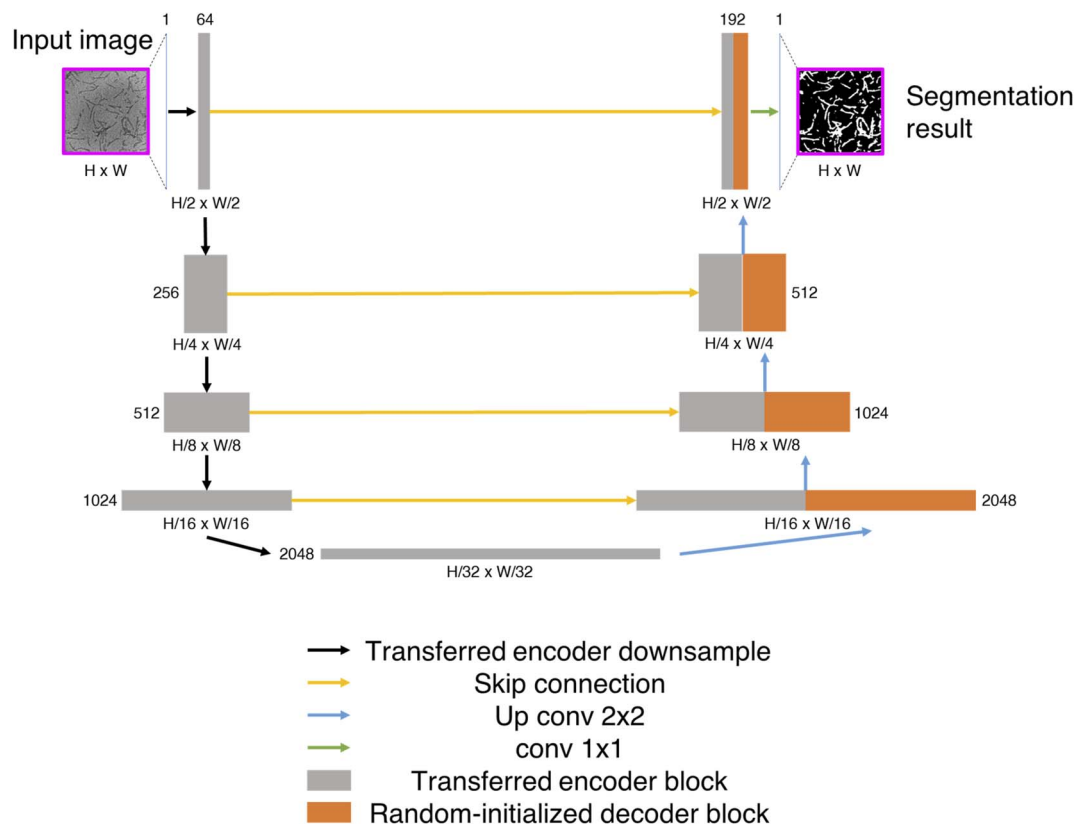 1
64
192
1
Input image
Segmentation
result
H x W
H x W
H/2 x W/2
H/2 x W/2
256
512
H/4 x W/4
H/4 x W/4
512
1024
H/8 x W/8
H/8 x W/8
1024
2048
H/16 x W/16
H/16 x W/16
2048
H/32 x W/32
Transferred encoder downsample
Skip connection
Up conv 2x2
conv 1x1
Transferred encoder block
Random-initialized decoder block